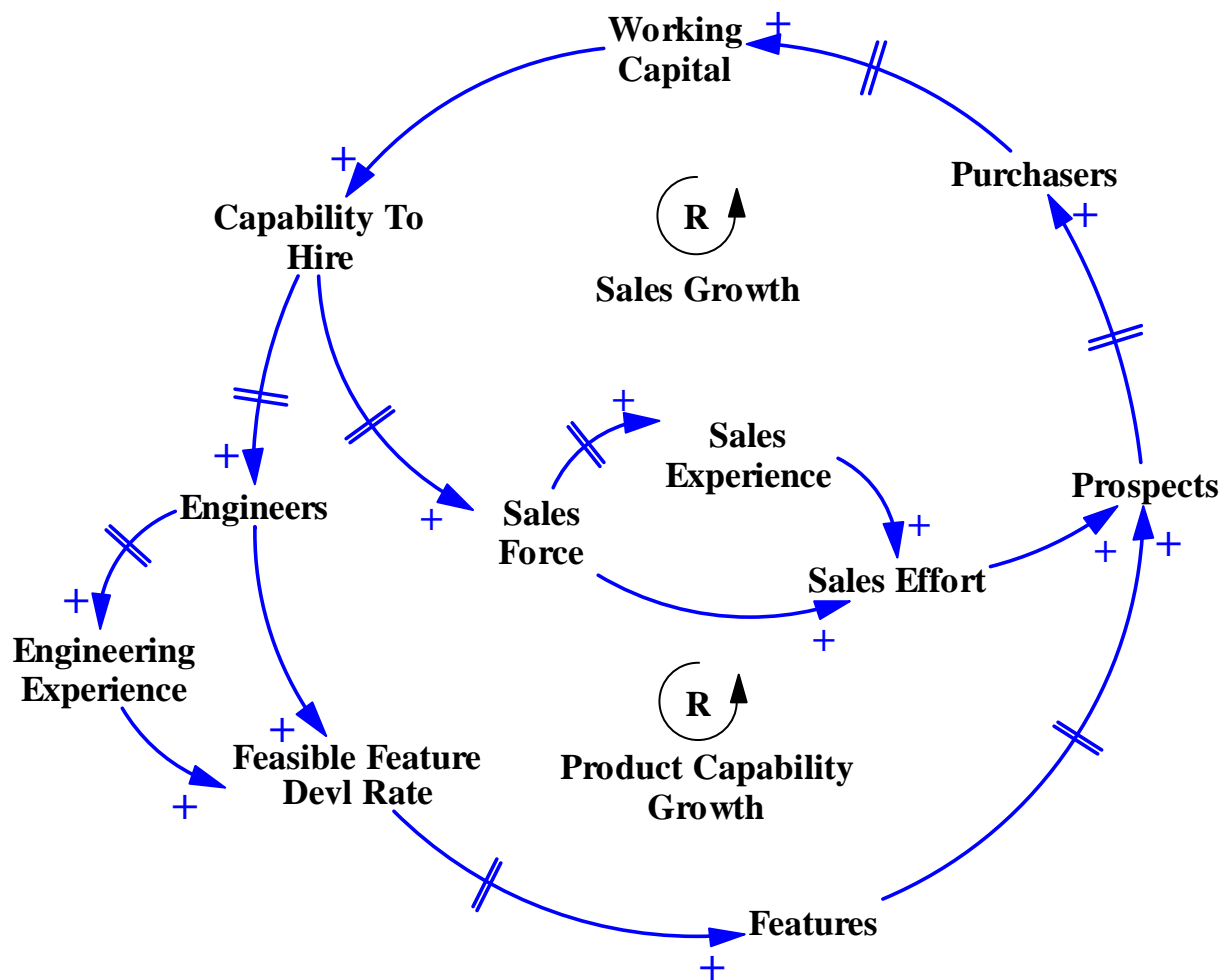 +
Working
Capital
+
Purchasers
+
Capability To
Hire
R
Sales Growth
+
Sales
Experience
+
Prospects
+
Engineers
+
Sales
Force
+
+
+
Sales Effort
+
+
Engineering
Experience
R
+
Feasible Feature
Devl Rate
Product Capability
Growth
+
Features
+